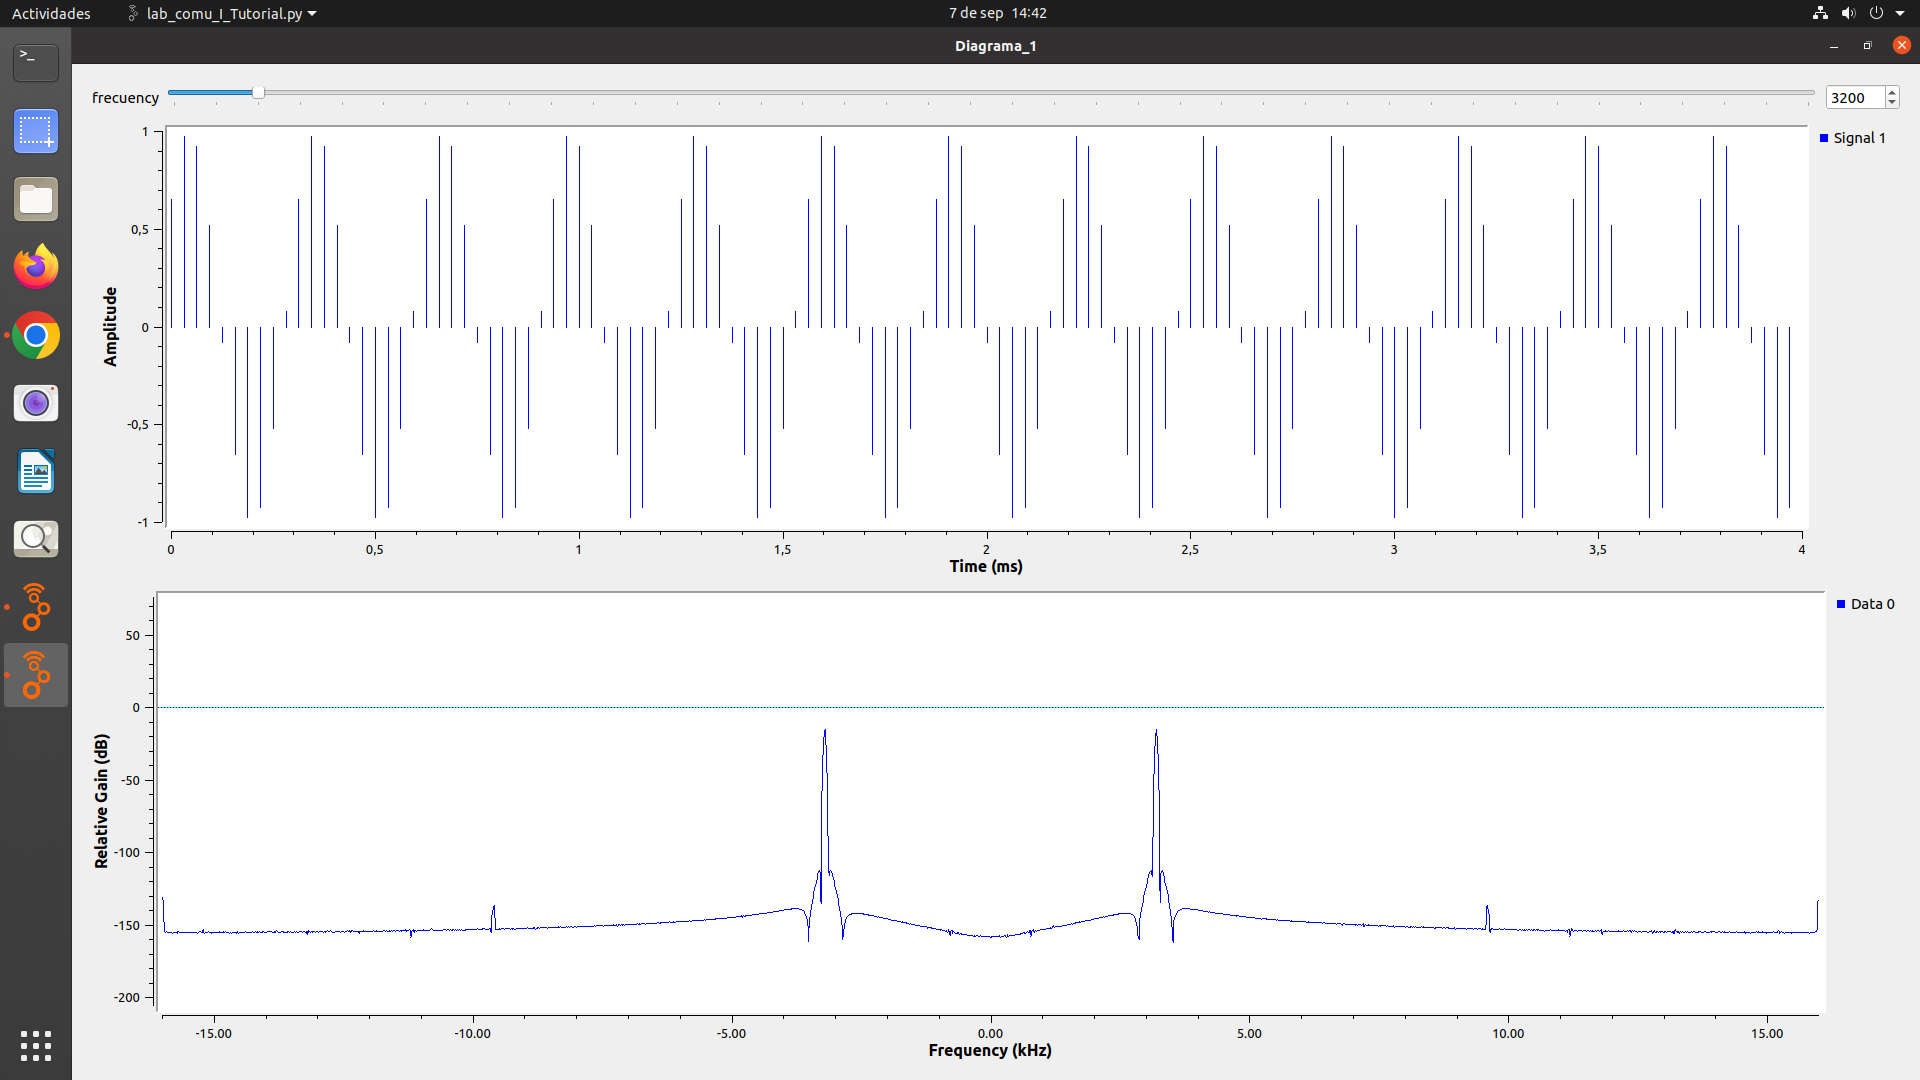 Actividades lab_comu_I_Tutorial.py 7 de sep 14:42
Diagrama_1
>_
frecuency 3200
Signal 1
1
0,5
0
-0,5
-1
Amplitude
0 0,5 1 1,5 2 2,5 3 3,5 4
Time (ms)
Data 0
50
0
-50
-100
-150
-200
Relative Gain (dB)
-15.00 -10.00 -5.00 0.00 5.00 10.00 15.00
Frequency (kHz)